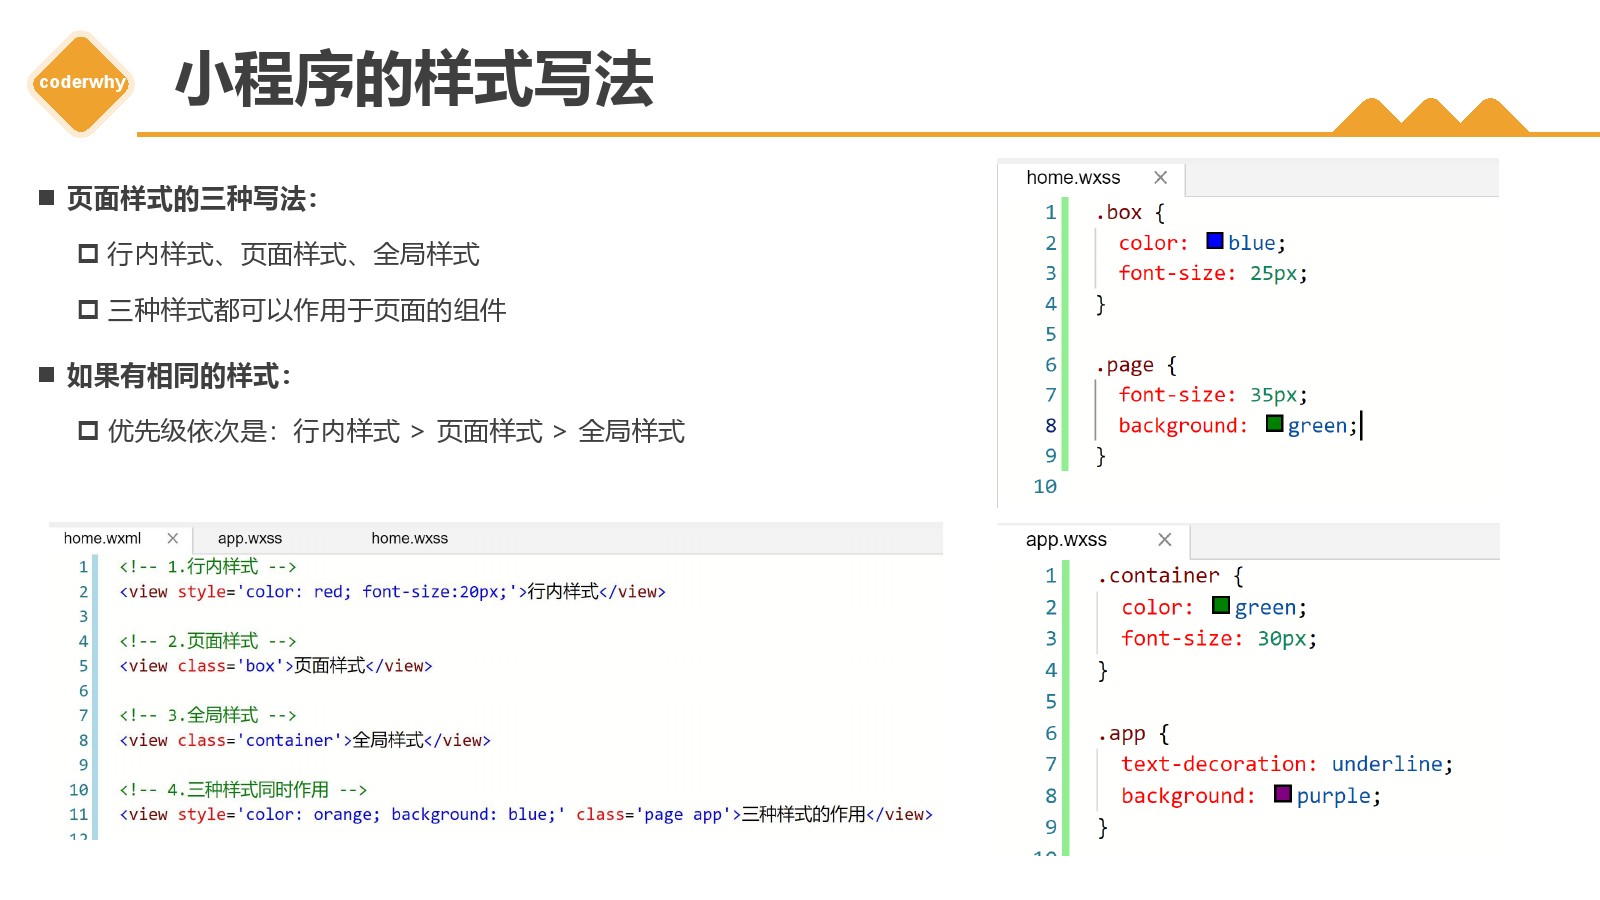 coderwhy
小程序的样式写法
页面样式的三种写法：
行内样式、页面样式、全局样式
三种样式都可以作用于页面的组件
如果有相同的样式：
优先级依次是：行内样式 > 页面样式 > 全局样式
home.wxml × app.wxss home.wxss
1 <!-- 1.行内样式 -->
2 <view style='color: red; font-size:20px;'>行内样式</view>
3
4 <!-- 2.页面样式 -->
5 <view class='box'>页面样式</view>
6
7 <!-- 3.全局样式 -->
8 <view class='container'>全局样式</view>
9
10 <!-- 4.三种样式同时作用 -->
11 <view style='color: orange; background: blue;' class='page app'>三种样式的作用</view>
12
home.wxss ×
1 .box {
2 color: blue;
3 font-size: 25px;
4 }
5
6 .page {
7 font-size: 35px;
8 background: green;
9 }
10
app.wxss ×
1 .container {
2 color: green;
3 font-size: 30px;
4 }
5
6 .app {
7 text-decoration: underline;
8 background: purple;
9 }
10